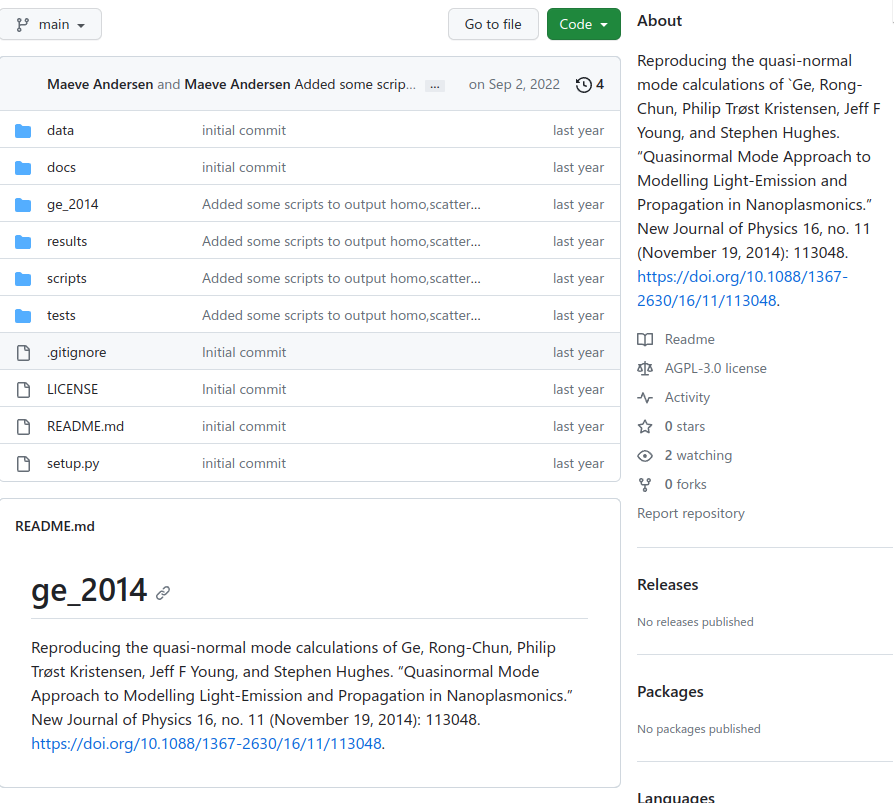 main
Go to file
Code
Maeve Andersen and Maeve Andersen Added some scrip... ... on Sep 2, 2022 4
data initial commit last year
docs initial commit last year
ge_2014 Added some scripts to output homo,scatter... last year
results Added some scripts to output homo,scatter... last year
scripts Added some scripts to output homo,scatter... last year
tests Added some scripts to output homo,scatter... last year
.gitignore Initial commit last year
LICENSE Initial commit last year
README.md initial commit last year
setup.py initial commit last year
README.md
ge_2014
Reproducing the quasi-normal mode calculations of Ge, Rong-Chun, Philip
Trøst Kristensen, Jeff F Young, and Stephen Hughes. “Quasinormal Mode
Approach to Modelling Light-Emission and Propagation in Nanoplasmonics.”
New Journal of Physics 16, no. 11 (November 19, 2014): 113048.
https://doi.org/10.1088/1367-2630/16/11/113048.
About
Reproducing the quasi-normal
mode calculations of `Ge, Rong-
Chun, Philip Trøst Kristensen, Jeff F
Young, and Stephen Hughes.
“Quasinormal Mode Approach to
Modelling Light-Emission and
Propagation in Nanoplasmonics.”
New Journal of Physics 16, no. 11
(November 19, 2014): 113048.
https://doi.org/10.1088/1367-
2630/16/11/113048.
Readme
AGPL-3.0 license
Activity
0 stars
2 watching
0 forks
Report repository
Releases
No releases published
Packages
No packages published
Languages